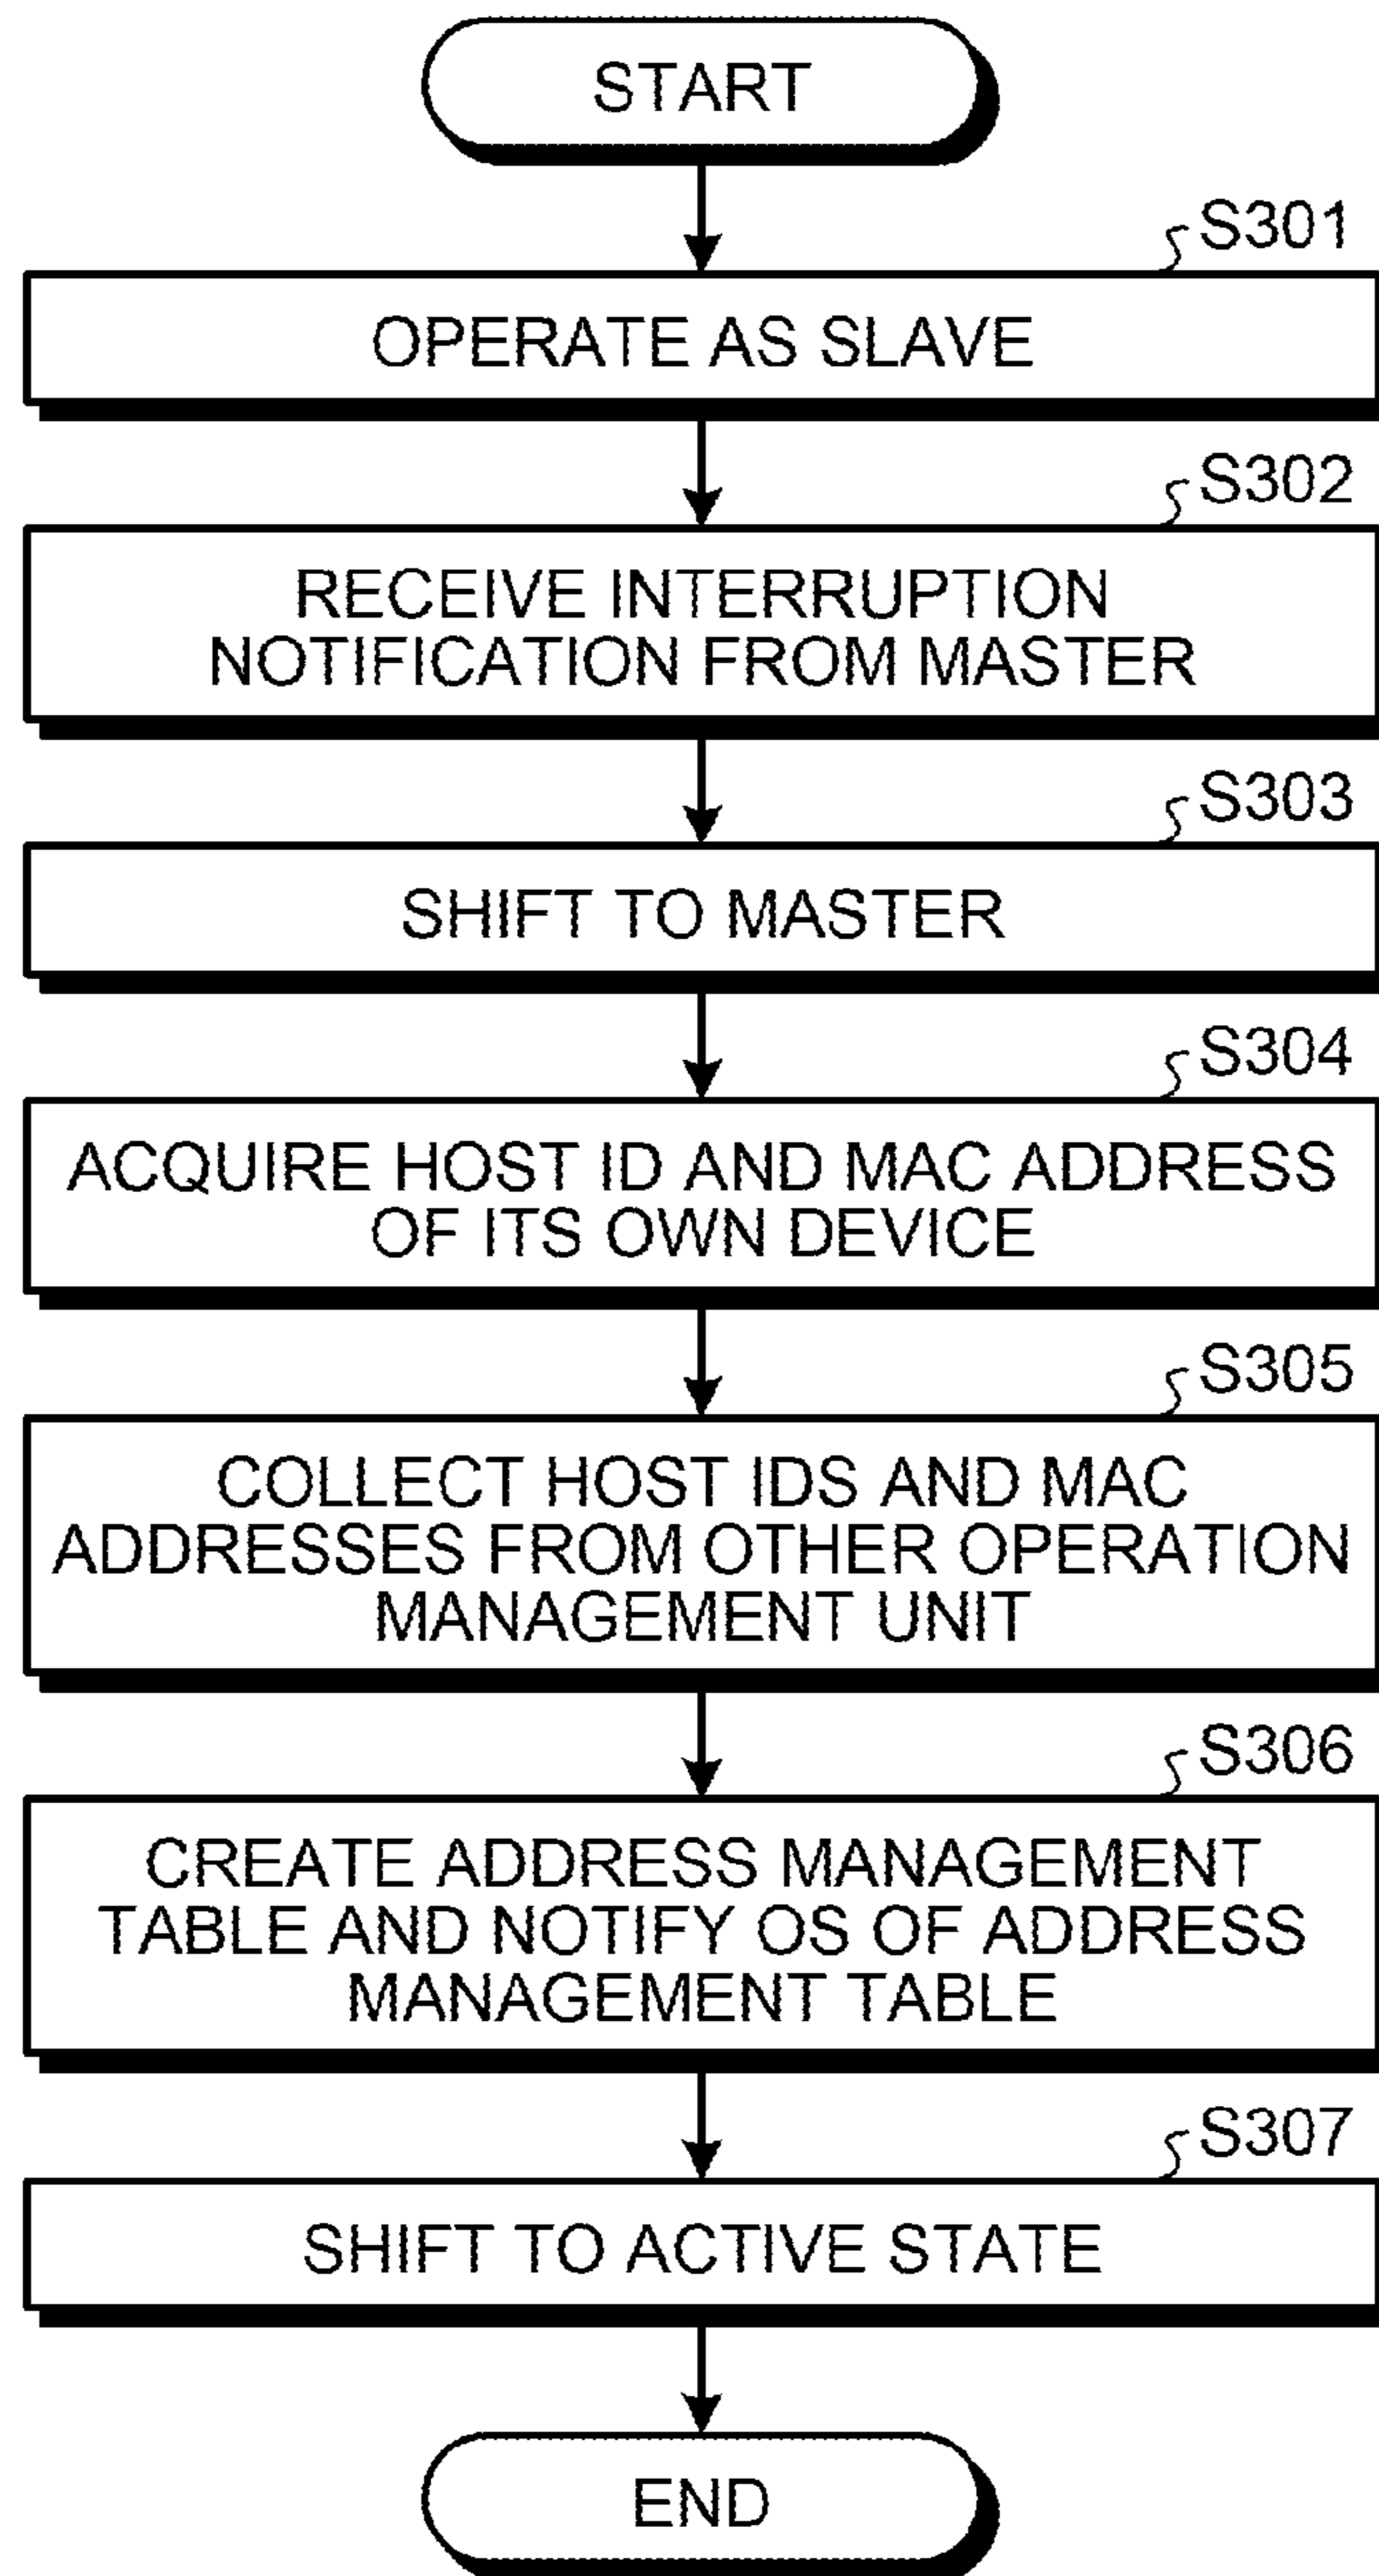 START
S301
OPERATE AS SLAVE
S302
RECEIVE INTERRUPTION
NOTIFICATION FROM MASTER
S303
SHIFT TO MASTER
S304
ACQUIRE HOST ID AND MAC ADDRESS
OF ITS OWN DEVICE
S305
COLLECT HOST IDS AND MAC
ADDRESSES FROM OTHER OPERATION
MANAGEMENT UNIT
S306
CREATE ADDRESS MANAGEMENT
TABLE AND NOTIFY OS OF ADDRESS
MANAGEMENT TABLE
S307
SHIFT TO ACTIVE STATE
END